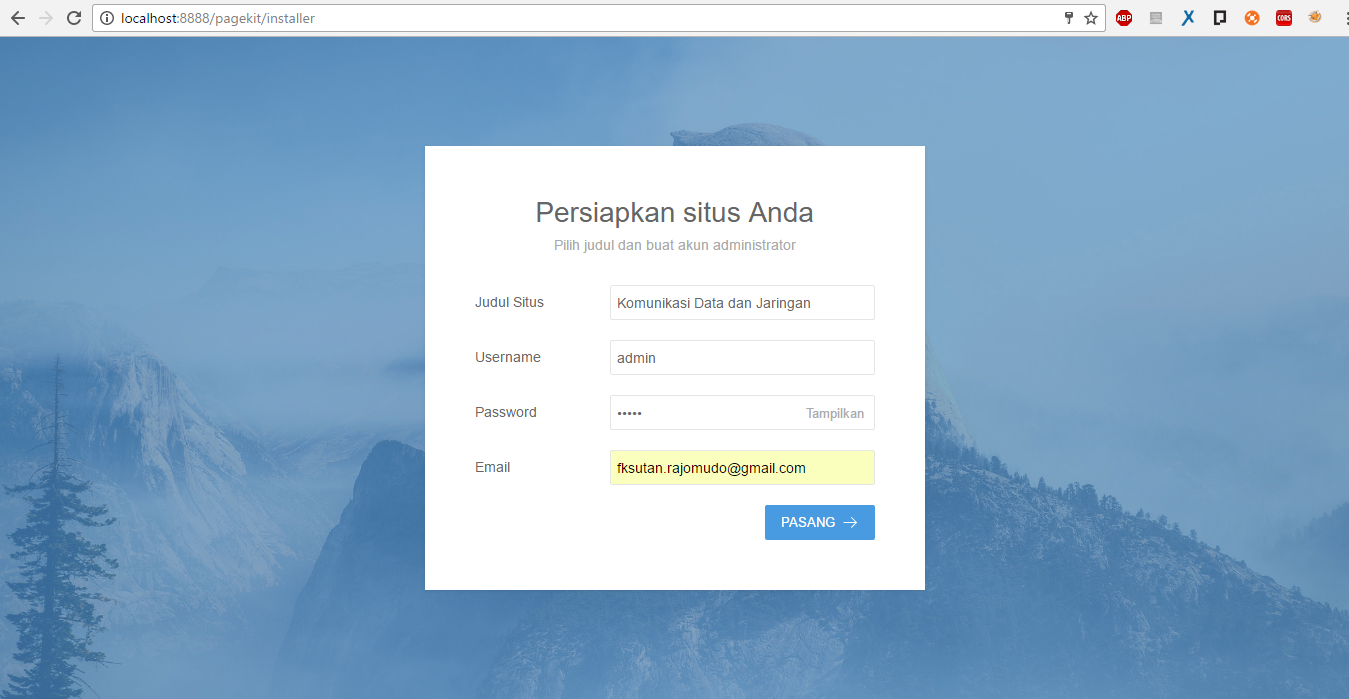 localhost:8888/pagekit/installer
ABP
CORS
Persiapkan situs Anda
Pilih judul dan buat akun administrator
Judul Situs Komunikasi Data dan Jaringan
Username admin
Password ••••• Tampilkan
Email fksutan.rajomudo@gmail.com
PASANG →